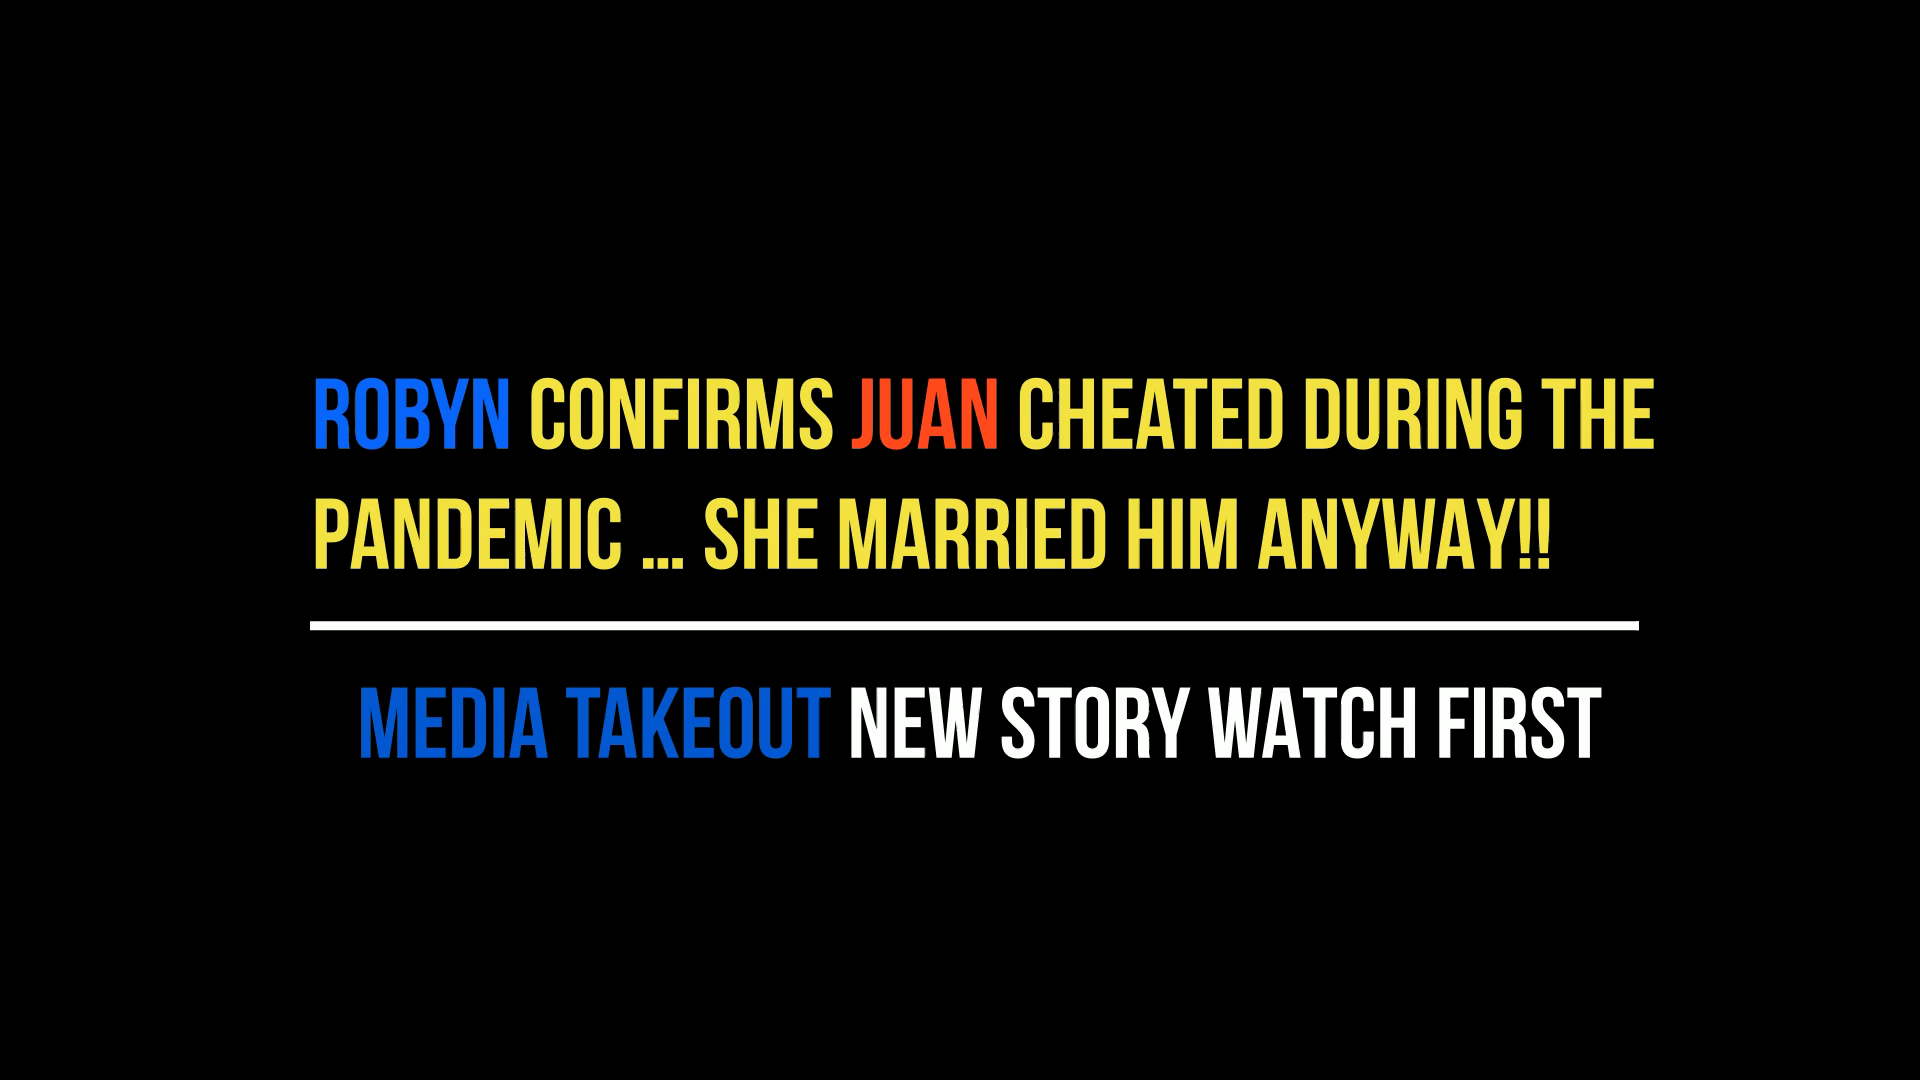 ROBYN CONFIRMS JUAN CHEATED DURING THE
PANDEMIC ... SHE MARRIED HIM ANYWAY!!
MEDIA TAKEOUT NEW STORY WATCH FIRST